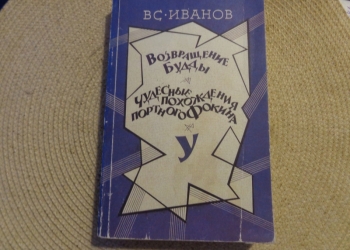 ВС·ИВАНОВ
ВОЗВРАЩЕНИЕ
БУДДЫ
ЧУДЕСНЫЕ
ПОХОЖДЕНИЯ
ПОРТНОГО ФОКИНА
У